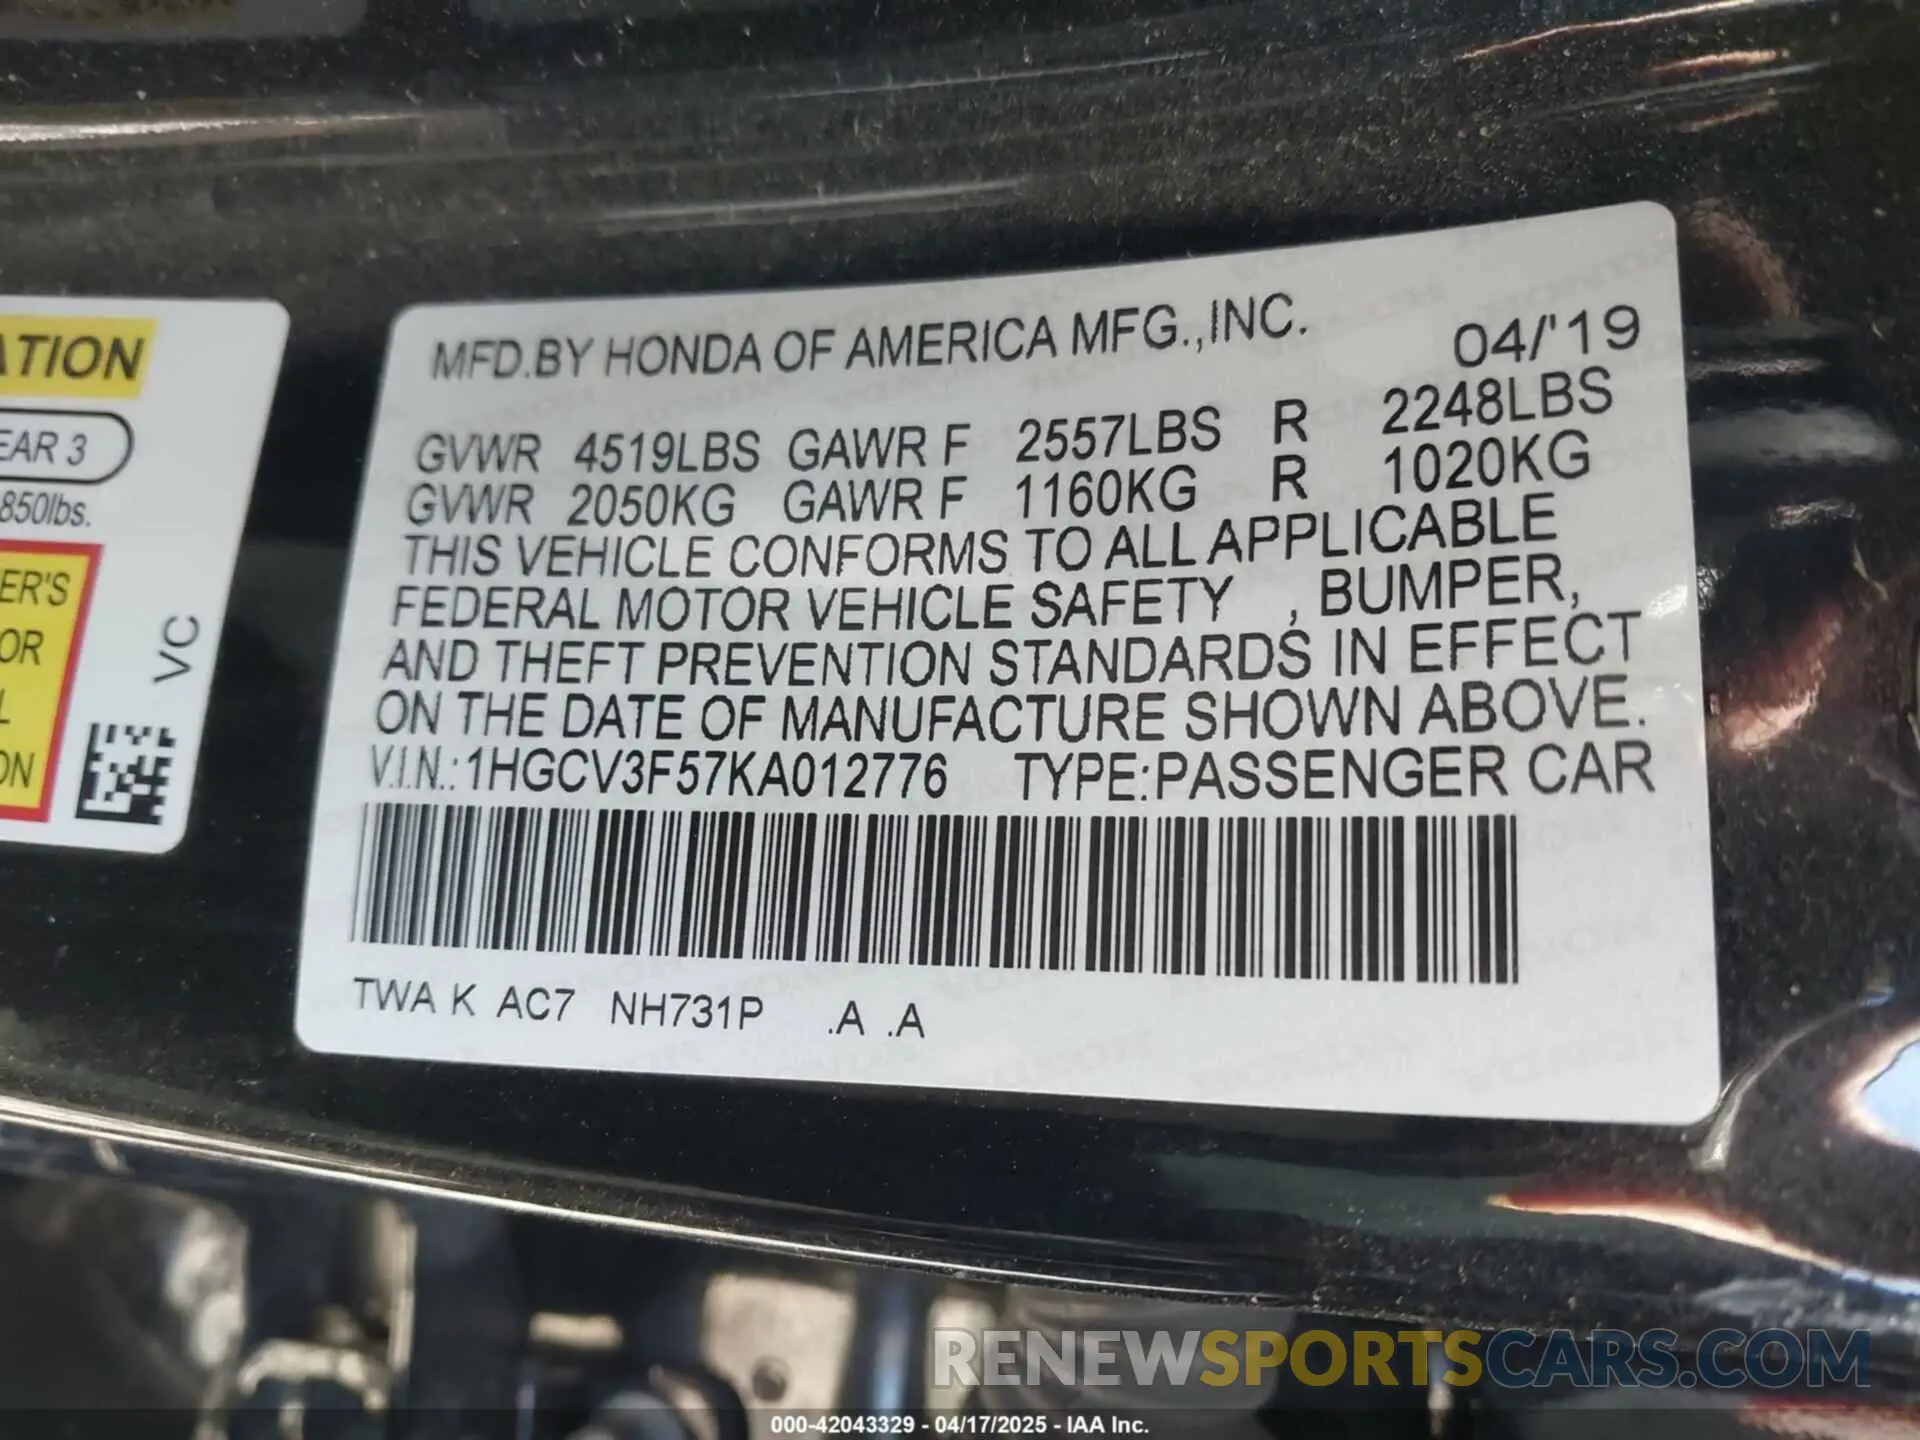 MFD.BY HONDA OF AMERICA MFG.,INC. 04/'19
GVWR 4519LBS GAWR F 2557LBS R 2248LBS
GVWR 2050KG GAWR F 1160KG R 1020KG
THIS VEHICLE CONFORMS TO ALL APPLICABLE
FEDERAL MOTOR VEHICLE SAFETY , BUMPER,
AND THEFT PREVENTION STANDARDS IN EFFECT
ON THE DATE OF MANUFACTURE SHOWN ABOVE.
V.I.N.:1HGCV3F57KA012776 TYPE:PASSENGER CAR
TWA K AC7 NH731P .A .A
ATION
EAR 3
850lbs.
ER'S
OR
L
ON
VC
RENEWSPORTSCARS.COM
000-42043329 - 04/17/2025 - IAA Inc.